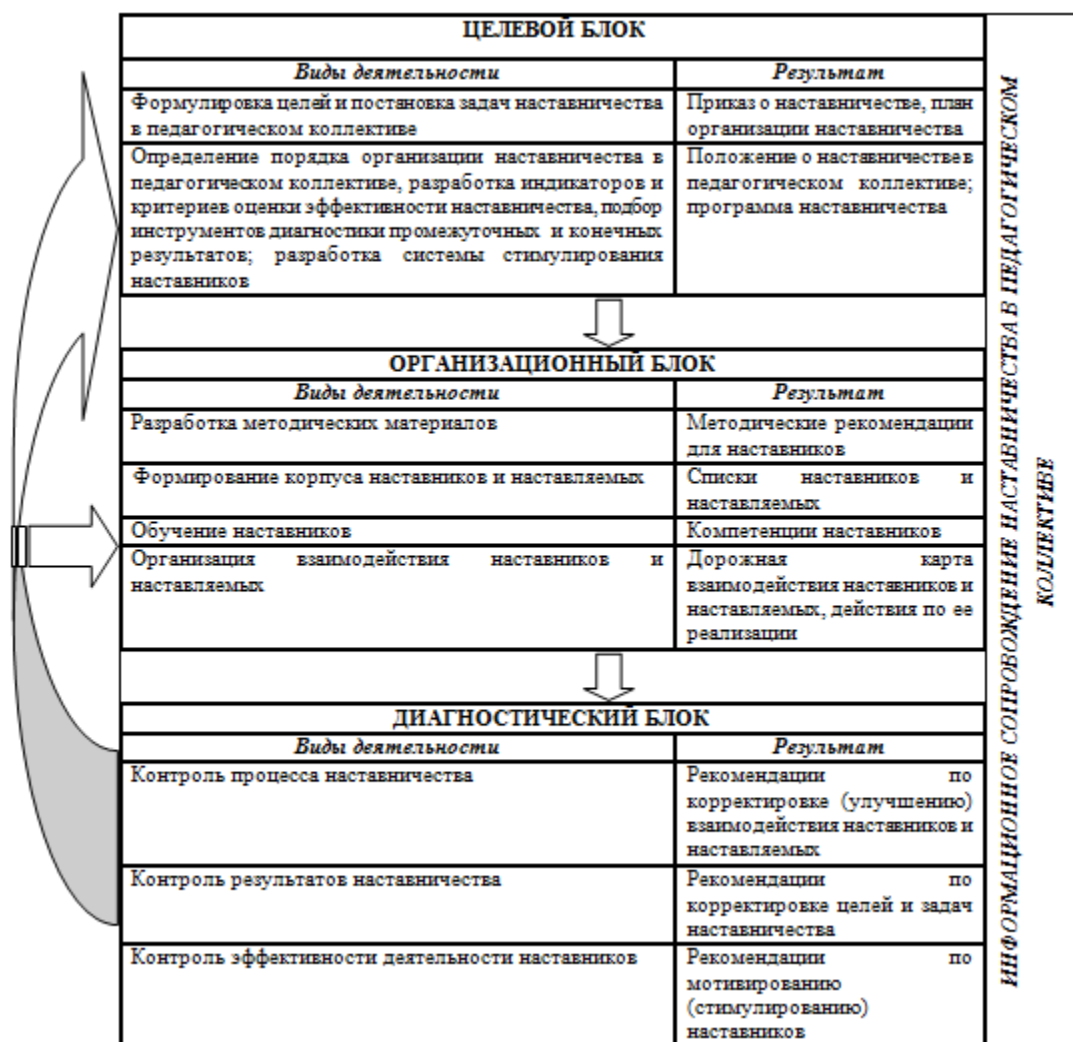 ЦЕЛЕВОЙ БЛОК
Виды деятельности
Результат
Формулировка целей и постановка задач наставничества
в педагогическом коллективе
Приказ о наставничестве, план
организации наставничества
Определение порядка организации наставничества в
педагогическом коллективе, разработка индикаторов и
критериев оценки эффективности наставничества, подбор
инструментов диагностики промежуточных и конечных
результатов; разработка системы стимулирования
наставников
Положение о наставничестве в
педагогическом коллективе;
программа наставничества
ОРГАНИЗАЦИОННЫЙ БЛОК
Виды деятельности
Результат
Разработка методических материалов
Методические рекомендации
для наставников
Формирование корпуса наставников и наставляемых
Списки наставников и
наставляемых
Обучение наставников
Компетенции наставников
Организация взаимодействия наставников и
наставляемых
Дорожная карта
взаимодействия наставников и
наставляемых, действия по ее
реализации
ДИАГНОСТИЧЕСКИЙ БЛОК
Виды деятельности
Результат
Контроль процесса наставничества
Рекомендации по
корректировке (улучшению)
взаимодействия наставников и
наставляемых
Контроль результатов наставничества
Рекомендации по
корректировке целей и задач
наставничества
Контроль эффективности деятельности наставников
Рекомендации по
мотивированию
(стимулированию)
наставников
ИНФОРМАЦИОННОЕ СОПРОВОЖДЕНИЕ НАСТАВНИЧЕСТВА В ПЕДАГОГИЧЕСКОМ
КОЛЛЕКТИВЕ